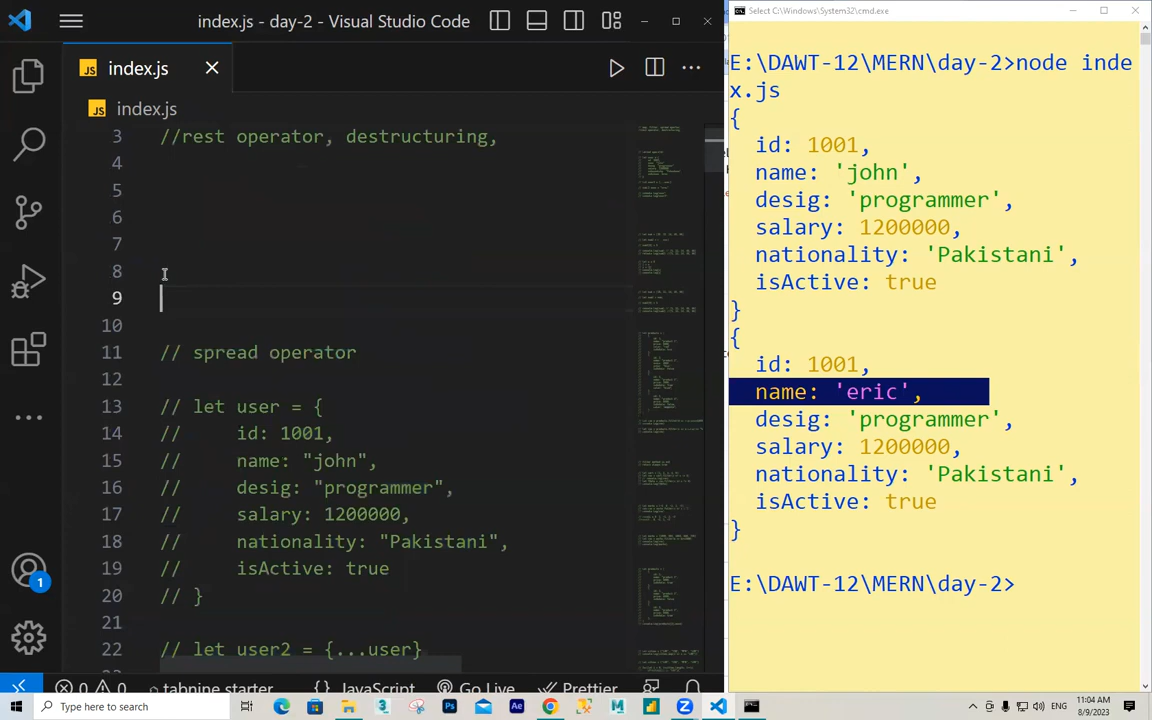 index.js - day-2 - Visual Studio Code
index.js
index.js
3 //rest operator, destructuring,
4
5
6
7
8
9
10
11 // spread operator
12
13 // let user = {
14 // id: 1001,
15 // name: "john",
16 // desig: "programmer",
17 // salary: 1200000,
18 // nationality: "Pakistani",
19 // isActive: true
20 // }
21
22 // let user2 = {...user}
0 0 tabnine starter JavaScript Go Live Prettier
1
Select C:\Windows\System32\cmd.exe
E:\DAWT-12\MERN\day-2>node inde
x.js
{
id: 1001,
name: 'john',
desig: 'programmer',
salary: 1200000,
nationality: 'Pakistani',
isActive: true
}
{
id: 1001,
name: 'eric',
desig: 'programmer',
salary: 1200000,
nationality: 'Pakistani',
isActive: true
}
E:\DAWT-12\MERN\day-2>
Type here to search
ENG
11:04 AM
8/9/2023